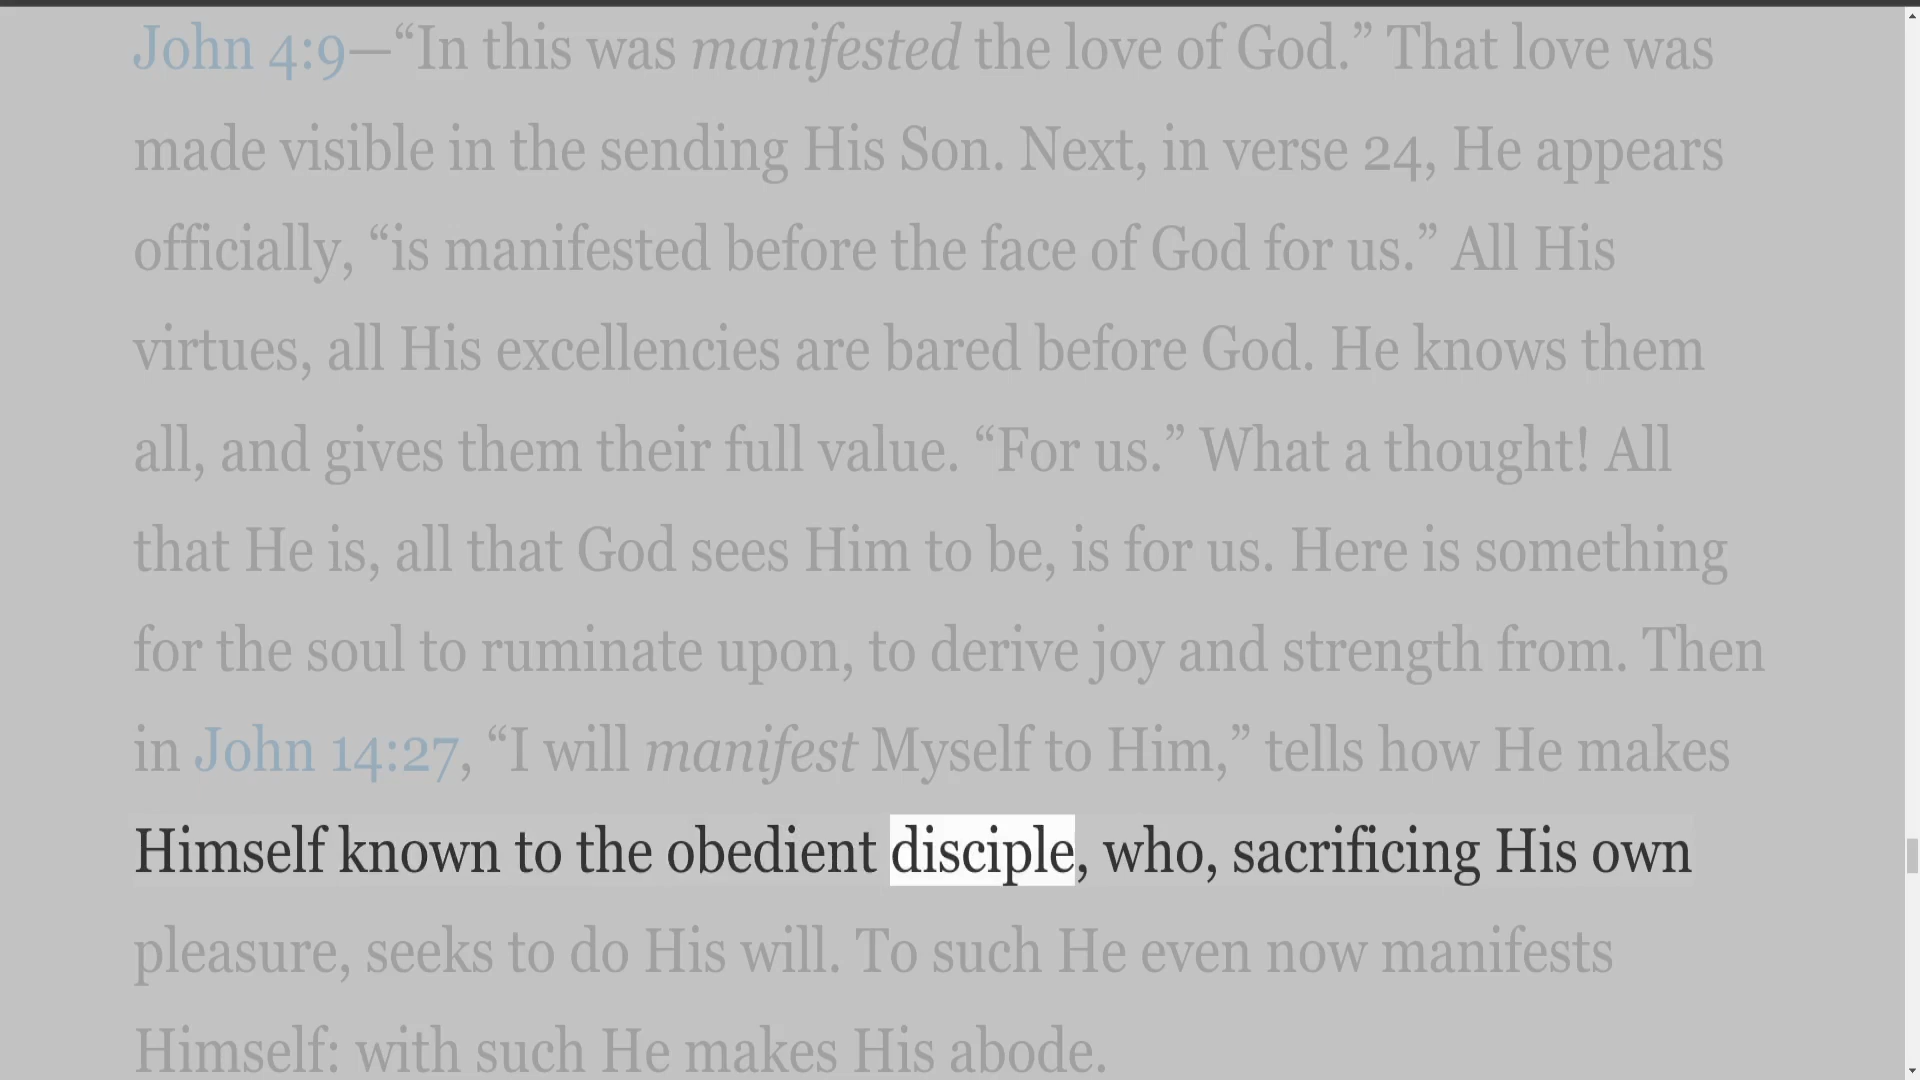 John 4:9—“In this was manifested the love of God.” That love was
made visible in the sending His Son. Next, in verse 24, He appears
officially, “is manifested before the face of God for us.” All His
virtues, all His excellencies are bared before God. He knows them
all, and gives them their full value. “For us.” What a thought! All
that He is, all that God sees Him to be, is for us. Here is something
for the soul to ruminate upon, to derive joy and strength from. Then
in John 14:27, “I will manifest Myself to Him,” tells how He makes
Himself known to the obedient disciple, who, sacrificing His own
pleasure, seeks to do His will. To such He even now manifests
Himself: with such He makes His abode.